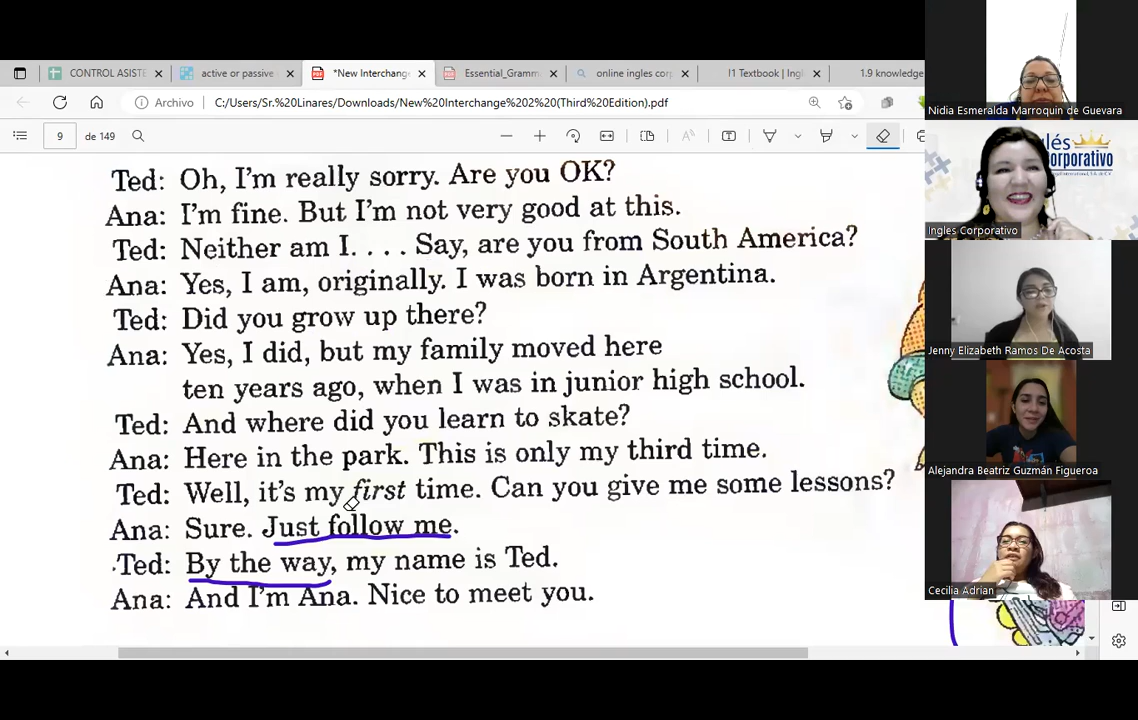 CONTROL ASISTE
active or passive
*New Interchange
Essential_Gramm
online ingles corp
I1 Textbook | Ingl
1.9 knowledge
Archivo
C:/Users/Sr.%20Linares/Downloads/New%20Interchange%202%20(Third%20Edition).pdf
9 de 149
Ted: Oh, I'm really sorry. Are you OK?
Ana: I'm fine. But I'm not very good at this.
Ted: Neither am I. . . . Say, are you from South America?
Ana: Yes, I am, originally. I was born in Argentina.
Ted: Did you grow up there?
Ana: Yes, I did, but my family moved here
ten years ago, when I was in junior high school.
Ted: And where did you learn to skate?
Ana: Here in the park. This is only my third time.
Ted: Well, it's my first time. Can you give me some lessons?
Ana: Sure. Just follow me.
Ted: By the way, my name is Ted.
Ana: And I'm Ana. Nice to meet you.
Nidia Esmeralda Marroquin de Guevara
glés
orporativo
Ingles Corporativo
Jenny Elizabeth Ramos De Acosta
Alejandra Beatriz Guzmán Figueroa
Cecilia Adrian